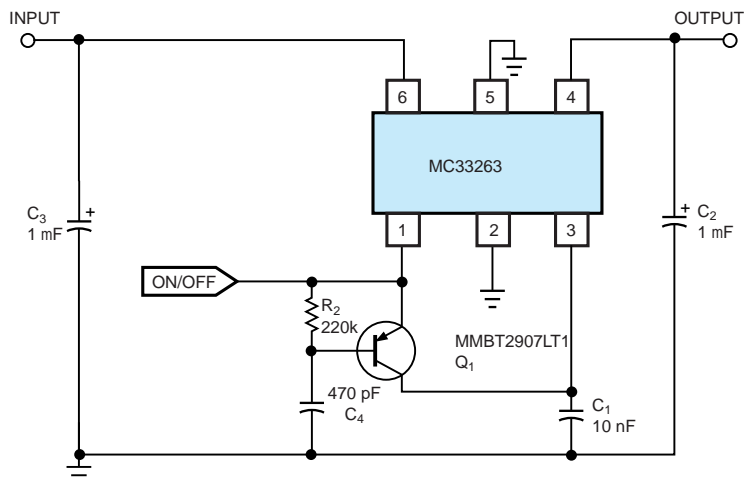 INPUT
OUTPUT
6
5
4
MC33263
C3
1 mF
+
C2
1 mF
+
1
2
3
ON/OFF
R2
220k
MMBT2907LT1
Q1
470 pF
C4
C1
10 nF